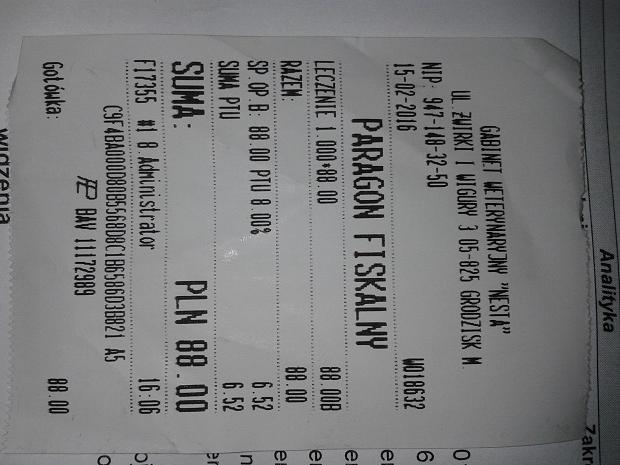 GABINET WETERYNARYJNY "NESTA"
UL. ŻWIRKI I WIGURY 3 05-825 GRODZISK M.
NIP: 947-148-32-50
15-02-2016 W018632
PARAGON FISKALNY
LECZENIE 1.000*88.00 88.00B
RAZEM: 88.00
SP.OP.B: 88.00 PTU 8.00% 6.52
SUMA PTU 6.52
SUMA: PLN 88.00
F17355 #1 8 Administrator 16:06
BAV 11172989
Gotówka: 88.00
Analityka
Zakr
widzenia